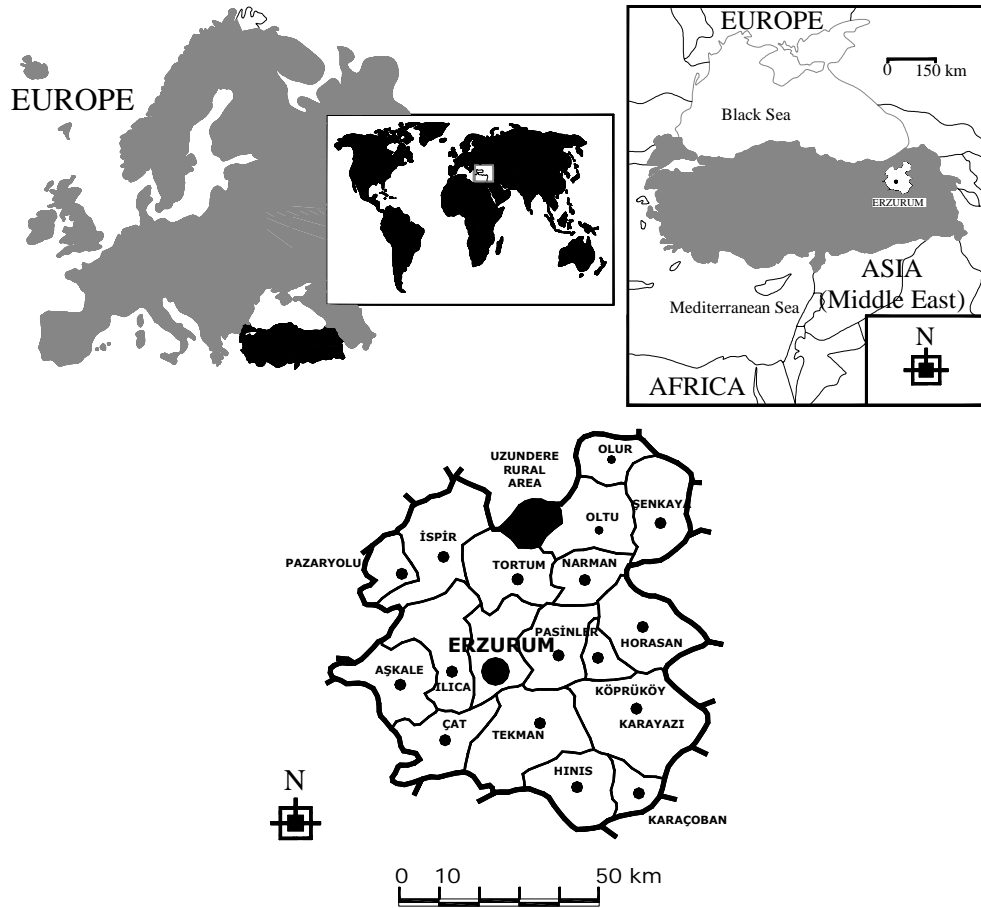 EUROPE
EUROPE
0 150 km
Black Sea
ERZURUM
ASIA
(Middle East)
Mediterranean Sea
AFRICA
N
UZUNDERE
RURAL
AREA
OLUR
ŞENKAYA
OLTU
İSPİR
PAZARYOLU
TORTUM
NARMAN
PASİNLER
ERZURUM
HORASAN
AŞKALE
ILICA
KÖPRÜKÖY
ÇAT
TEKMAN
KARAYAZI
HINIS
KARAÇOBAN
N
0 10 50 km